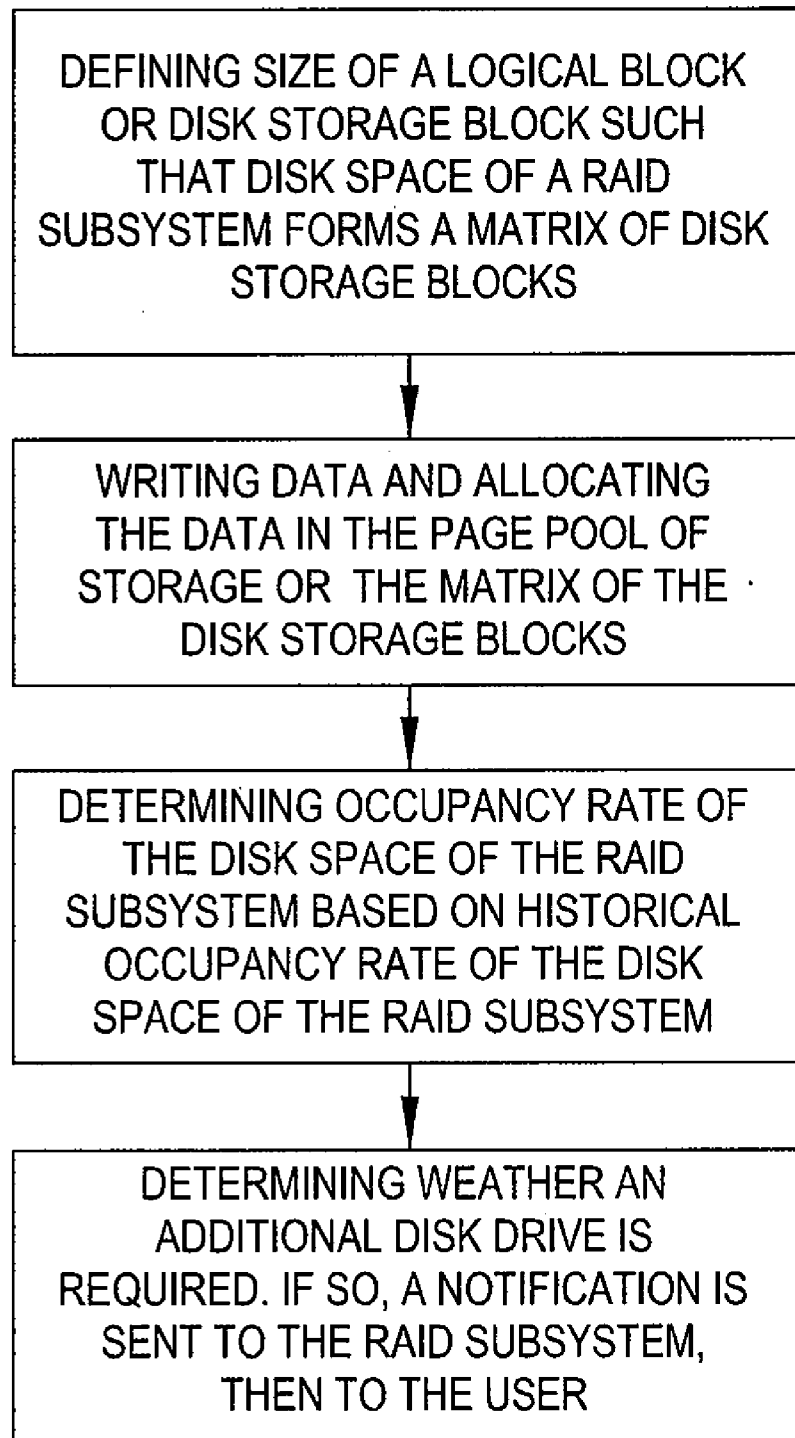 DEFINING SIZE OF A LOGICAL BLOCK
OR DISK STORAGE BLOCK SUCH
THAT DISK SPACE OF A RAID
SUBSYSTEM FORMS A MATRIX OF DISK
STORAGE BLOCKS
WRITING DATA AND ALLOCATING
THE DATA IN THE PAGE POOL OF
STORAGE OR THE MATRIX OF THE
DISK STORAGE BLOCKS
DETERMINING OCCUPANCY RATE OF
THE DISK SPACE OF THE RAID
SUBSYSTEM BASED ON HISTORICAL
OCCUPANCY RATE OF THE DISK
SPACE OF THE RAID SUBSYSTEM
DETERMINING WEATHER AN
ADDITIONAL DISK DRIVE IS
REQUIRED. IF SO, A NOTIFICATION IS
SENT TO THE RAID SUBSYSTEM,
THEN TO THE USER